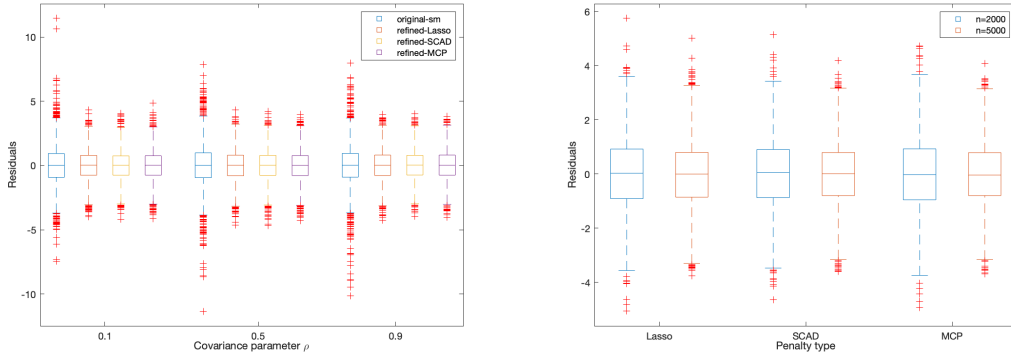 original-sm
refined-Lasso
refined-SCAD
refined-MCP
10
5
0
-5
-10
Residuals
0.1 0.5 0.9
Covariance parameter ρ
n=2000
n=5000
6
4
2
0
-2
-4
Residuals
Lasso SCAD MCP
Penalty type